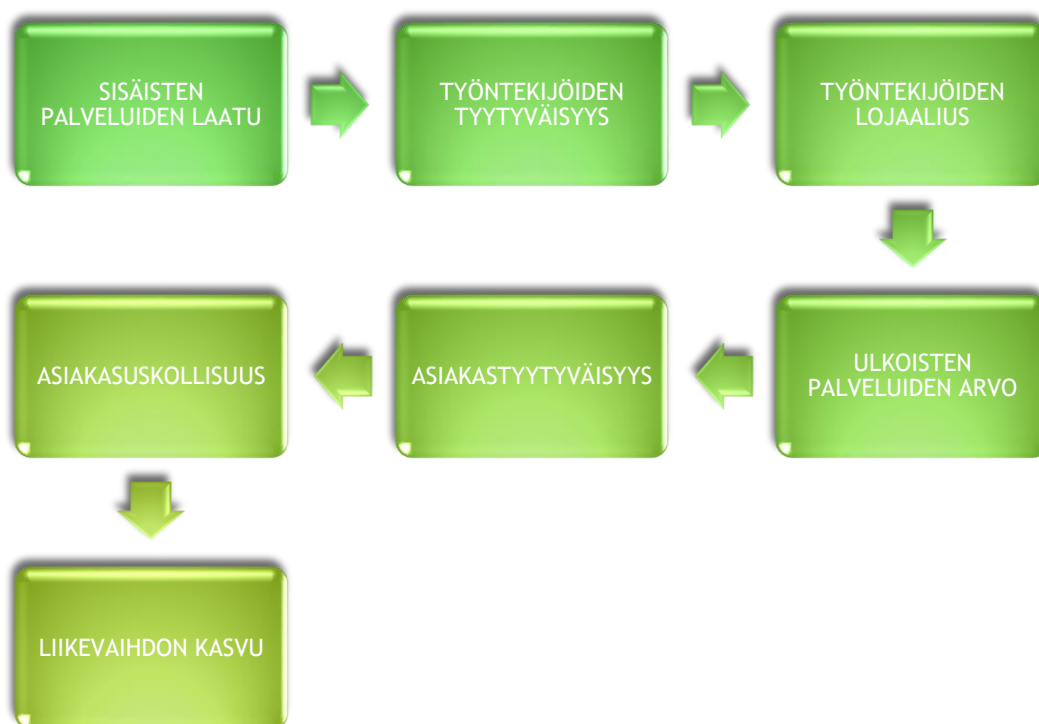 SISÄISTEN
PALVELUIDEN LAATU
TYÖNTEKIJÖIDEN
TYYTYVÄISYYS
TYÖNTEKIJÖIDEN
LOJAALIUS
ULKOISTEN
PALVELUIDEN ARVO
ASIAKASTYYTYVÄISYYS
ASIAKASUSKOLLISUUS
LIIKEVAIHDON KASVU